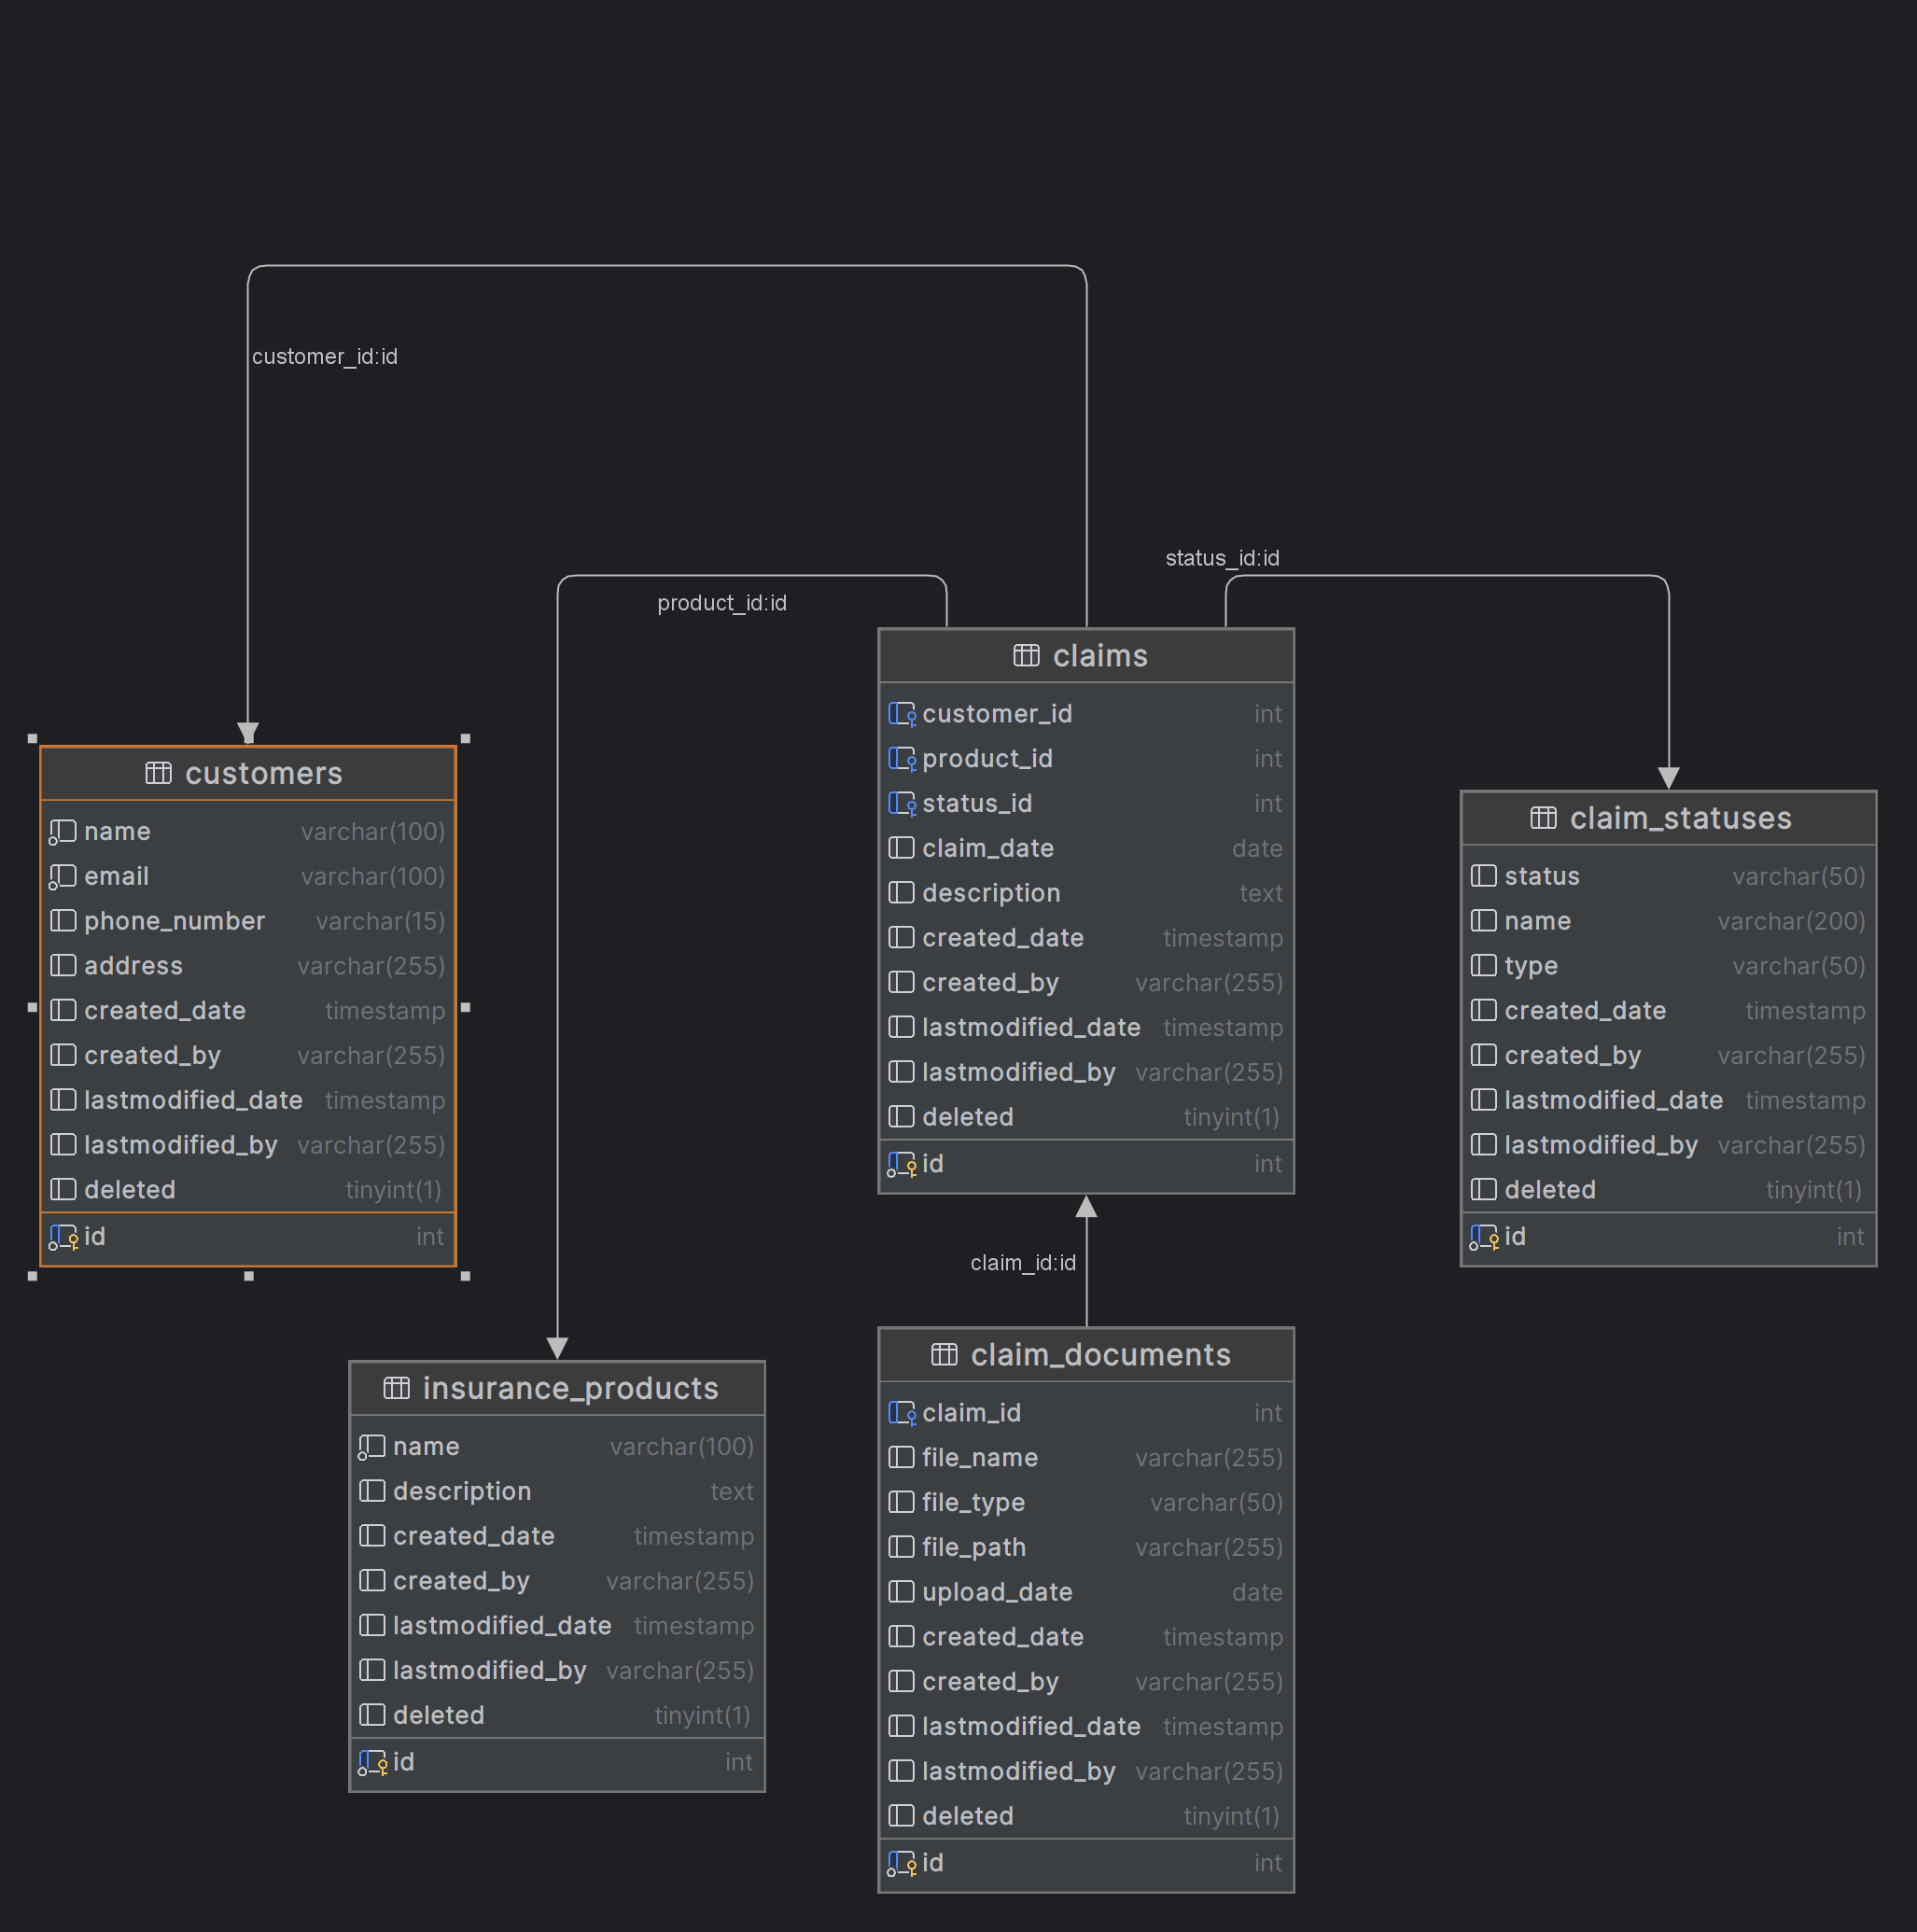 customer_id:id
status_id:id
product_id:id
claims
customer_id int
product_id int
status_id int
claim_date date
description text
created_date timestamp
created_by varchar(255)
lastmodified_date timestamp
lastmodified_by varchar(255)
deleted tinyint(1)
id int
customers
name varchar(100)
email varchar(100)
phone_number varchar(15)
address varchar(255)
created_date timestamp
created_by varchar(255)
lastmodified_date timestamp
lastmodified_by varchar(255)
deleted tinyint(1)
id int
claim_statuses
status varchar(50)
name varchar(200)
type varchar(50)
created_date timestamp
created_by varchar(255)
lastmodified_date timestamp
lastmodified_by varchar(255)
deleted tinyint(1)
id int
claim_id:id
insurance_products
name varchar(100)
description text
created_date timestamp
created_by varchar(255)
lastmodified_date timestamp
lastmodified_by varchar(255)
deleted tinyint(1)
id int
claim_documents
claim_id int
file_name varchar(255)
file_type varchar(50)
file_path varchar(255)
upload_date date
created_date timestamp
created_by varchar(255)
lastmodified_date timestamp
lastmodified_by varchar(255)
deleted tinyint(1)
id int